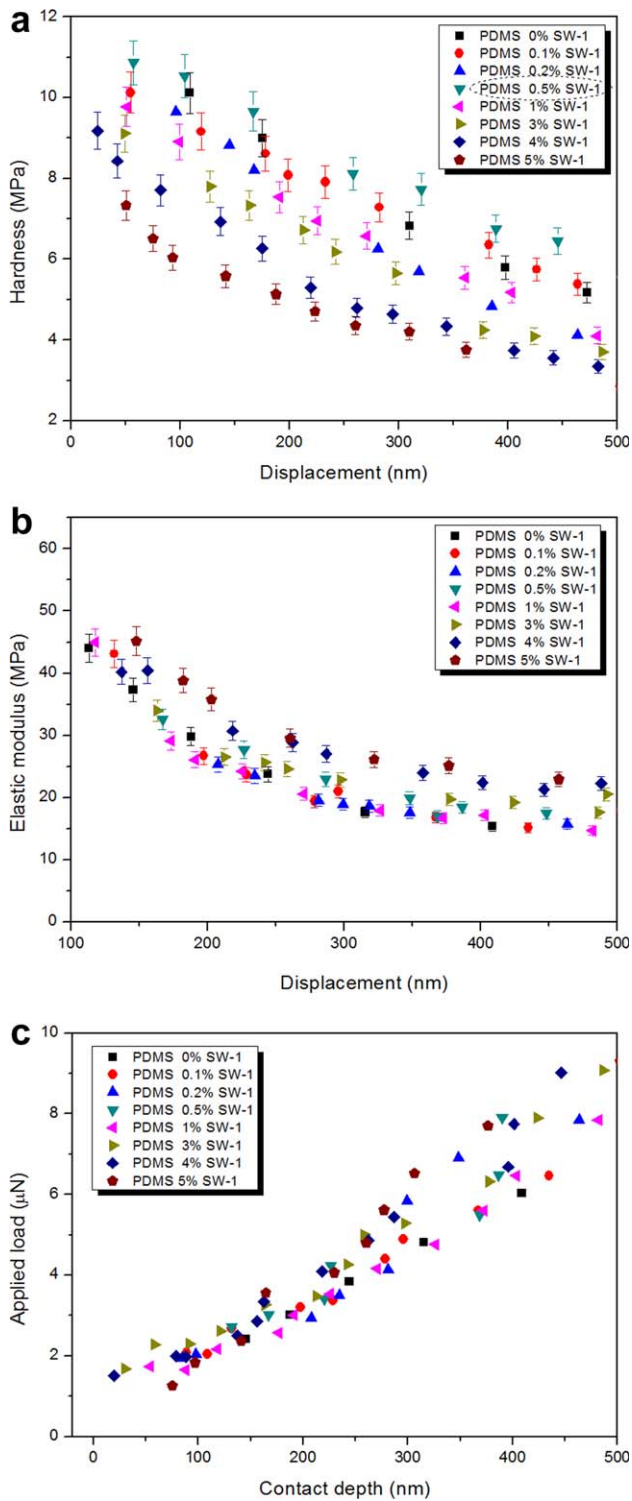 a
12
10
8
6
4
2
Hardness (MPa)
PDMS 0% SW-1
PDMS 0.1% SW-1
PDMS 0.2% SW-1
PDMS 0.5% SW-1
PDMS 1% SW-1
PDMS 3% SW-1
PDMS 4% SW-1
PDMS 5% SW-1
0 100 200 300 400 500
Displacement (nm)
b
60
50
40
30
20
10
0
Elastic modulus (MPa)
PDMS 0% SW-1
PDMS 0.1% SW-1
PDMS 0.2% SW-1
PDMS 0.5% SW-1
PDMS 1% SW-1
PDMS 3% SW-1
PDMS 4% SW-1
PDMS 5% SW-1
100 200 300 400 500
Displacement (nm)
c
10
8
6
4
2
0
Applied load (μN)
PDMS 0% SW-1
PDMS 0.1% SW-1
PDMS 0.2% SW-1
PDMS 0.5% SW-1
PDMS 1% SW-1
PDMS 3% SW-1
PDMS 4% SW-1
PDMS 5% SW-1
0 100 200 300 400 500
Contact depth (nm)